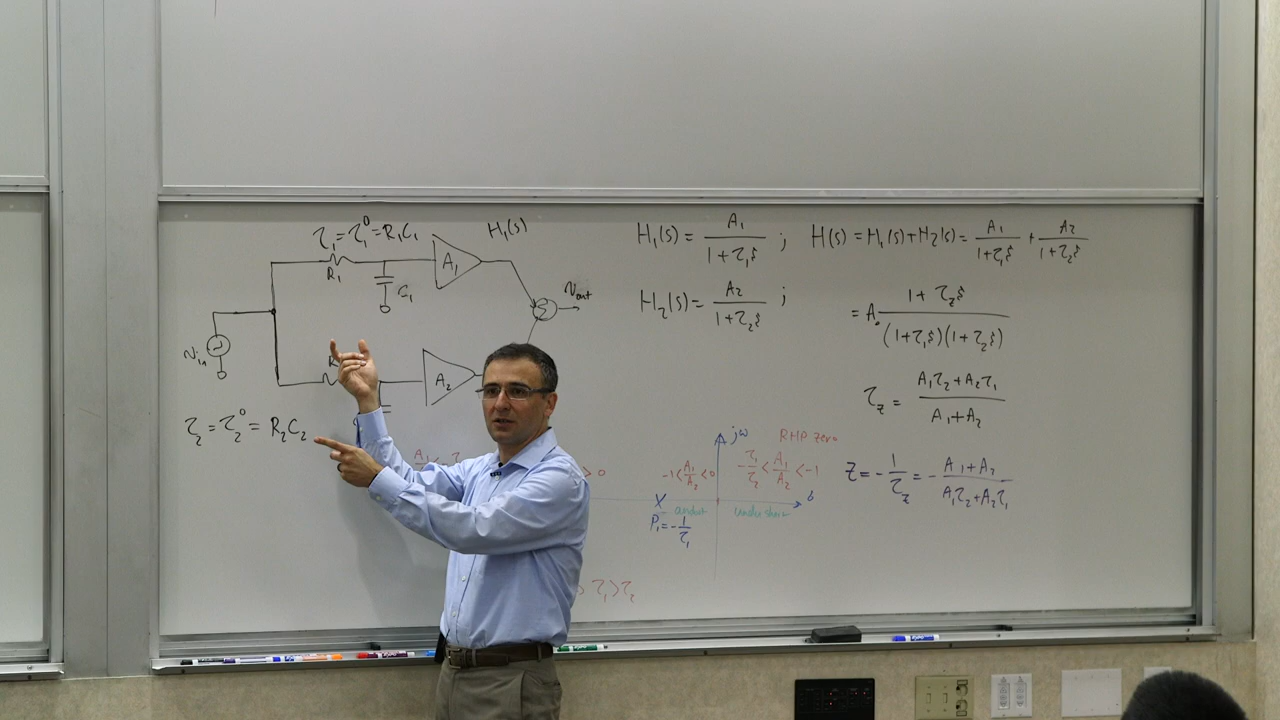 τ₁ = τ₁⁰ = R₁C₁
H₁(s)
R₁
C₁
A₁
Σ
Vout
Vin
A₂
τ₂ = τ₂⁰ = R₂C₂
H₁(s) = A₁ / (1+τ₁s) ; H(s) = H₁(s)+H₂(s) = A₁ / (1+τ₁s) + A₂ / (1+τ₂s)
H₂(s) = A₂ / (1+τ₂s) ;
= A₀ (1+τ_z s) / ((1+τ₁s)(1+τ₂s))
τ_z = (A₁τ₂+A₂τ₁) / (A₁+A₂)
z = -1/τ_z = -(A₁+A₂) / (A₁τ₂+A₂τ₁)
jω
RHP zero
-1 < A₁/A₂ < 0
-τ₁/τ₂ < A₁/A₂ < -1
> 0
σ
X
P₁ = -1/τ₁
τ₁ > τ₂